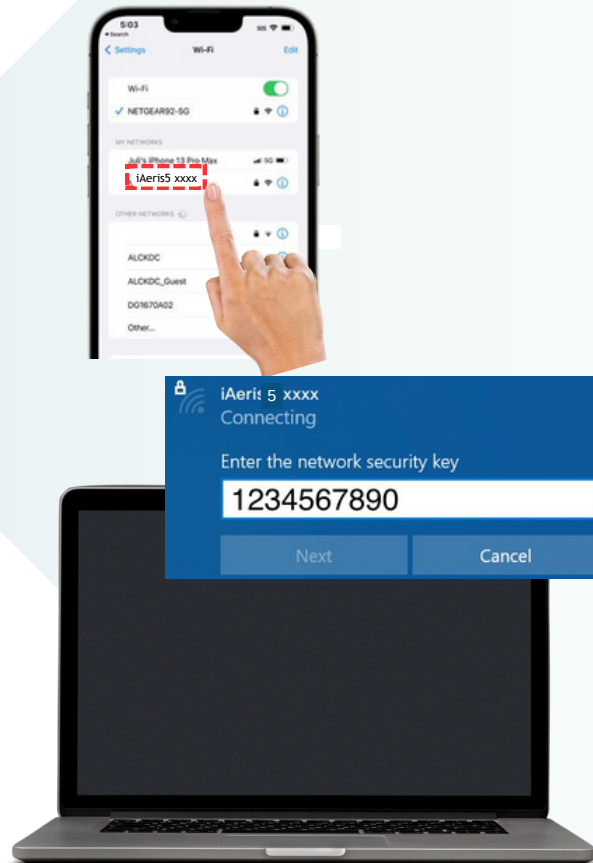 5:03
Search
SOS
Settings Wi-Fi Edit
Wi-Fi
NETGEAR92-5G
MY NETWORKS
Juli's iPhone 13 Pro Max 5G
iAeris5 xxxx
OTHER NETWORKS
ALCKDC
ALCKDC_Guest
DG1670A02
Other...
iAeris 5 xxxx
Connecting
Enter the network security key
1234567890
Next Cancel